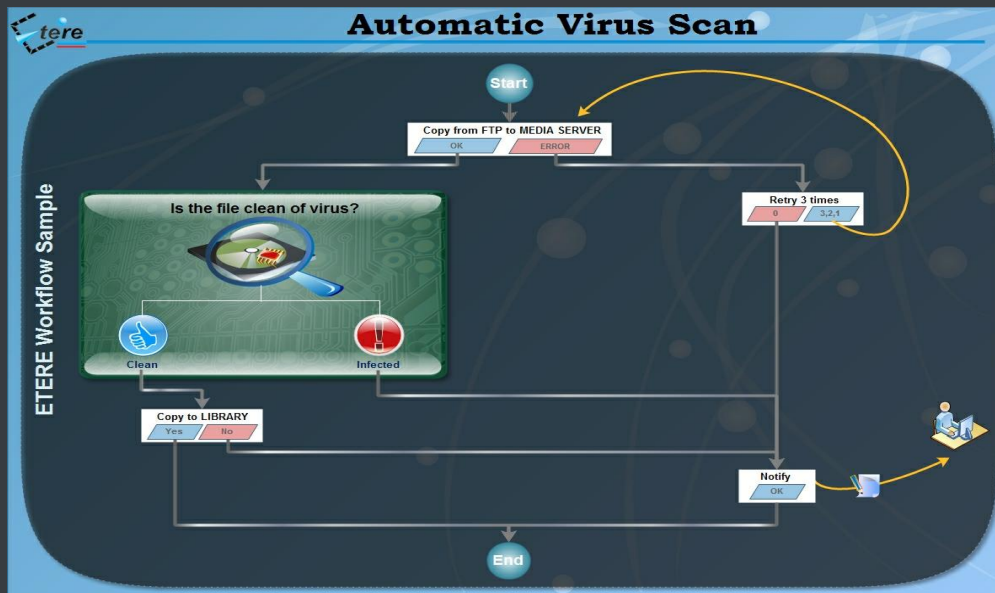 Etere
Automatic Virus Scan
ETERE Workflow Sample
Start
Copy from FTP to MEDIA SERVER
OK
ERROR
Is the file clean of virus?
Retry 3 times
0
3,2,1
Clean
Infected
Copy to LIBRARY
Yes
No
Notify
OK
End